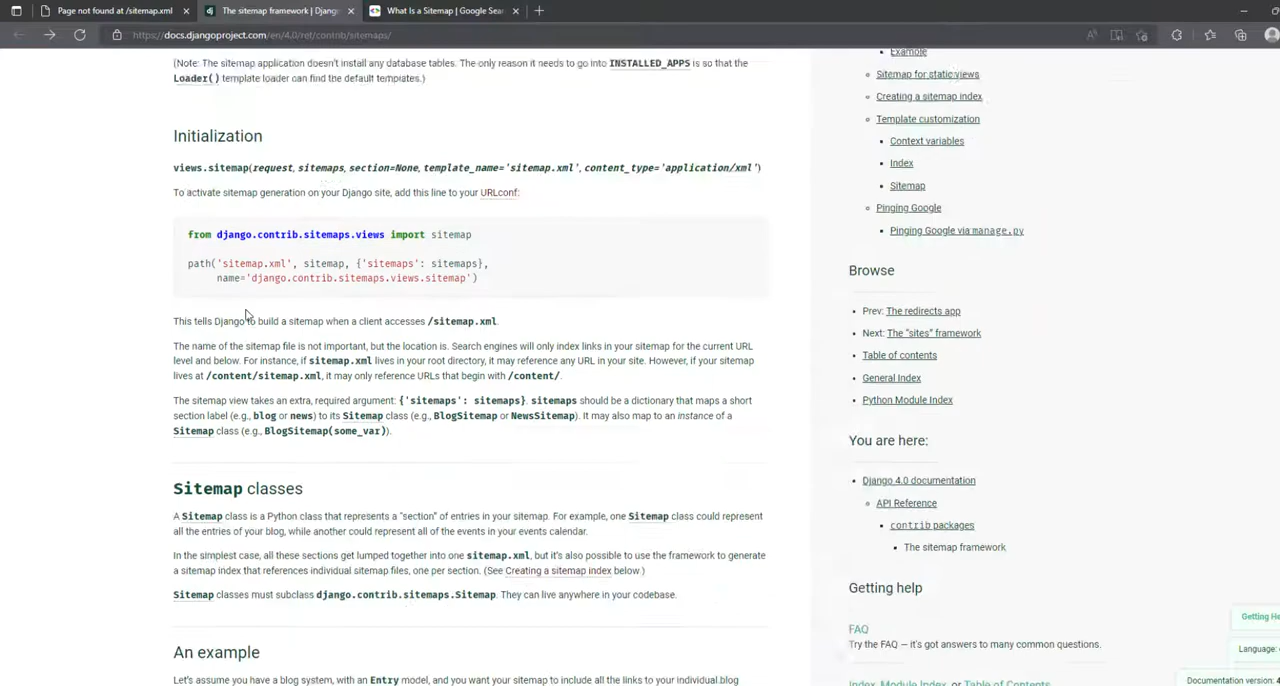 Page not found at /sitemap.xml
The sitemap framework | Djang
What Is a Sitemap | Google Sea
https://docs.djangoproject.com/en/4.0/ref/contrib/sitemaps/
(Note: The sitemap application doesn't install any database tables. The only reason it needs to go into INSTALLED_APPS is so that the
Loader() template loader can find the default templates.)
Initialization
views.sitemap(request, sitemaps, section=None, template_name='sitemap.xml', content_type='application/xml')
To activate sitemap generation on your Django site, add this line to your URLconf:
from django.contrib.sitemaps.views import sitemap
path('sitemap.xml', sitemap, {'sitemaps': sitemaps},
name='django.contrib.sitemaps.views.sitemap')
This tells Django to build a sitemap when a client accesses /sitemap.xml.
The name of the sitemap file is not important, but the location is. Search engines will only index links in your sitemap for the current URL
level and below. For instance, if sitemap.xml lives in your root directory, it may reference any URL in your site. However, if your sitemap
lives at /content/sitemap.xml, it may only reference URLs that begin with /content/.
The sitemap view takes an extra, required argument: {'sitemaps': sitemaps}. sitemaps should be a dictionary that maps a short
section label (e.g., blog or news) to its Sitemap class (e.g., BlogSitemap or NewsSitemap). It may also map to an instance of a
Sitemap class (e.g., BlogSitemap(some_var)).
Sitemap classes
A Sitemap class is a Python class that represents a "section" of entries in your sitemap. For example, one Sitemap class could represent
all the entries of your blog, while another could represent all of the events in your events calendar.
In the simplest case, all these sections get lumped together into one sitemap.xml, but it's also possible to use the framework to generate
a sitemap index that references individual sitemap files, one per section. (See Creating a sitemap index below.)
Sitemap classes must subclass django.contrib.sitemaps.Sitemap. They can live anywhere in your codebase.
An example
Let's assume you have a blog system, with an Entry model, and you want your sitemap to include all the links to your individual blog
Example
Sitemap for static views
Creating a sitemap index
Template customization
Context variables
Index
Sitemap
Pinging Google
Pinging Google via manage.py
Browse
Prev: The redirects app
Next: The "sites" framework
Table of contents
General Index
Python Module Index
You are here:
Django 4.0 documentation
API Reference
contrib packages
The sitemap framework
Getting help
FAQ
Try the FAQ — it's got answers to many common questions.
Index, Module Index, or Table of Contents
Getting He
Language:
Documentation version: 4